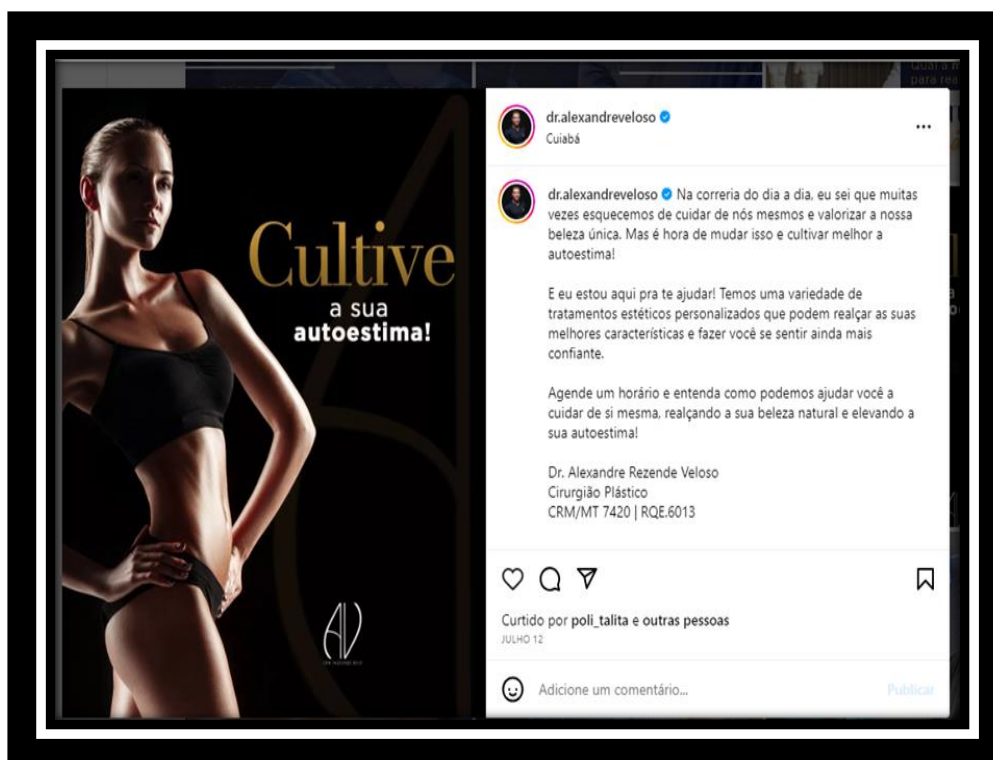 Cultive
a sua
autoestima!
AV
Qual a m
para rea
dr.alexandreveloso
Cuiabá
dr.alexandreveloso Na correria do dia a dia, eu sei que muitas
vezes esquecemos de cuidar de nós mesmos e valorizar a nossa
beleza única. Mas é hora de mudar isso e cultivar melhor a
autoestima!
E eu estou aqui pra te ajudar! Temos uma variedade de
tratamentos estéticos personalizados que podem realçar as suas
melhores características e fazer você se sentir ainda mais
confiante.
Agende um horário e entenda como podemos ajudar você a
cuidar de si mesma, realçando a sua beleza natural e elevando a
sua autoestima!
Dr. Alexandre Rezende Veloso
Cirurgião Plástico
CRM/MT 7420 | RQE.6013
Curtido por poli_talita e outras pessoas
JULHO 12
Adicione um comentário...
Publicar